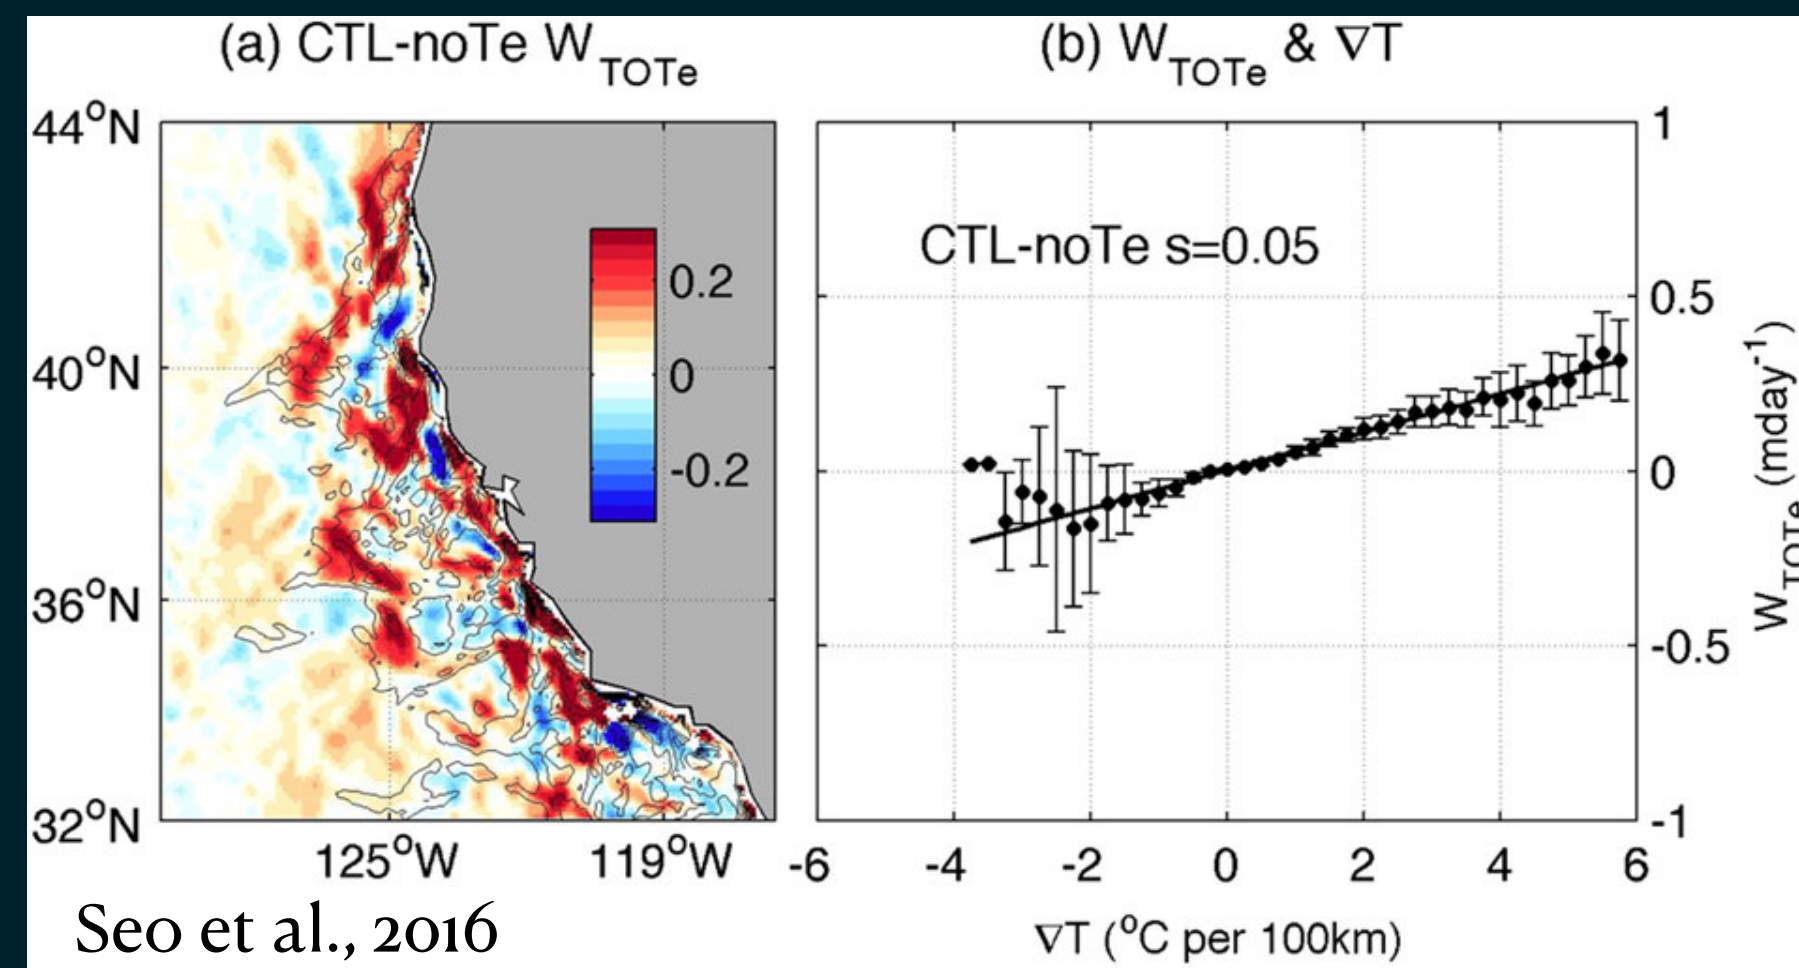 (a) CTL-noTe W_TOTe
(b) W_TOTe & ∇T
44°N
40°N
36°N
32°N
125°W
119°W
0.2
0
-0.2
CTL-noTe s=0.05
1
0.5
0
-0.5
-1
W_TOTe (mday⁻¹)
-6 -4 -2 0 2 4 6
∇T (°C per 100km)
Seo et al., 2016